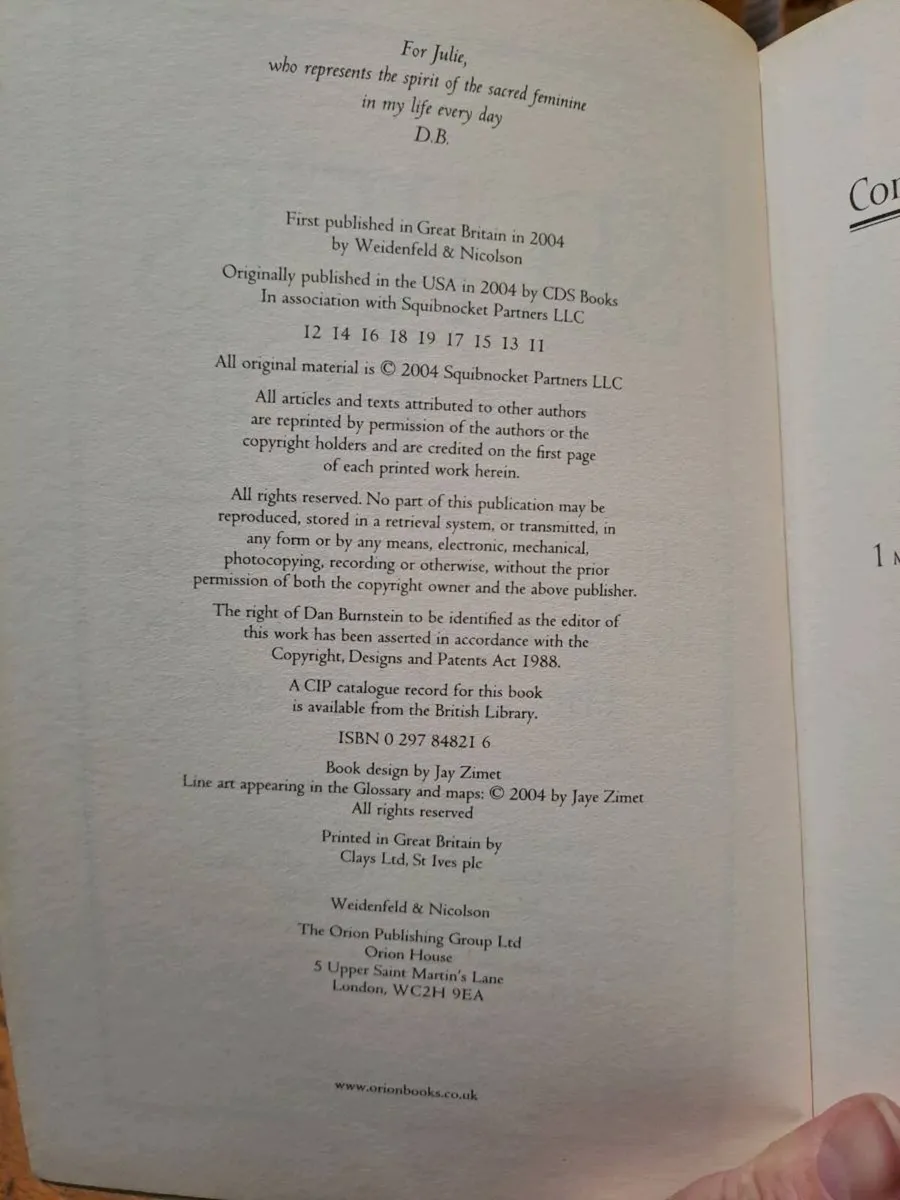 For Julie,
who represents the spirit of the sacred feminine
in my life every day
D.B.
First published in Great Britain in 2004
by Weidenfeld & Nicolson
Originally published in the USA in 2004 by CDS Books
In association with Squibnocket Partners LLC
12 14 16 18 19 17 15 13 11
All original material is © 2004 Squibnocket Partners LLC
All articles and texts attributed to other authors
are reprinted by permission of the authors or the
copyright holders and are credited on the first page
of each printed work herein.
All rights reserved. No part of this publication may be
reproduced, stored in a retrieval system, or transmitted, in
any form or by any means, electronic, mechanical,
photocopying, recording or otherwise, without the prior
permission of both the copyright owner and the above publisher.
The right of Dan Burnstein to be identified as the editor of
this work has been asserted in accordance with the
Copyright, Designs and Patents Act 1988.
A CIP catalogue record for this book
is available from the British Library.
ISBN 0 297 84821 6
Book design by Jay Zimet
Line art appearing in the Glossary and maps: © 2004 by Jaye Zimet
All rights reserved
Printed in Great Britain by
Clays Ltd, St Ives plc
Weidenfeld & Nicolson
The Orion Publishing Group Ltd
Orion House
5 Upper Saint Martin's Lane
London, WC2H 9EA
www.orionbooks.co.uk
1